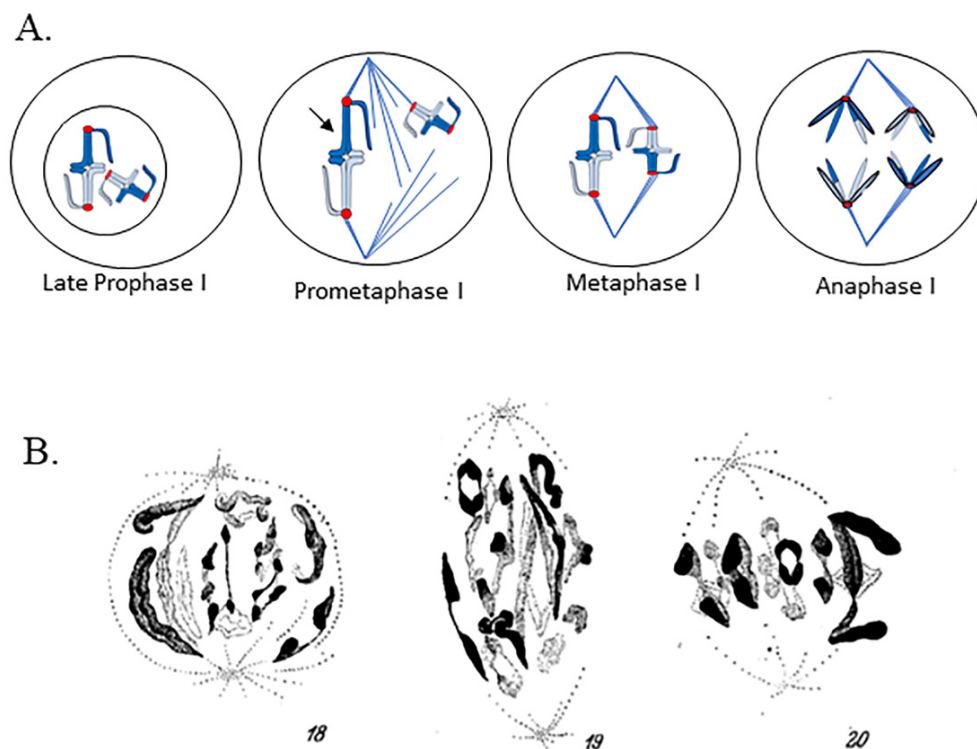 A.
Late Prophase I
Prometaphase I
Metaphase I
Anaphase I
B.
18
19
20